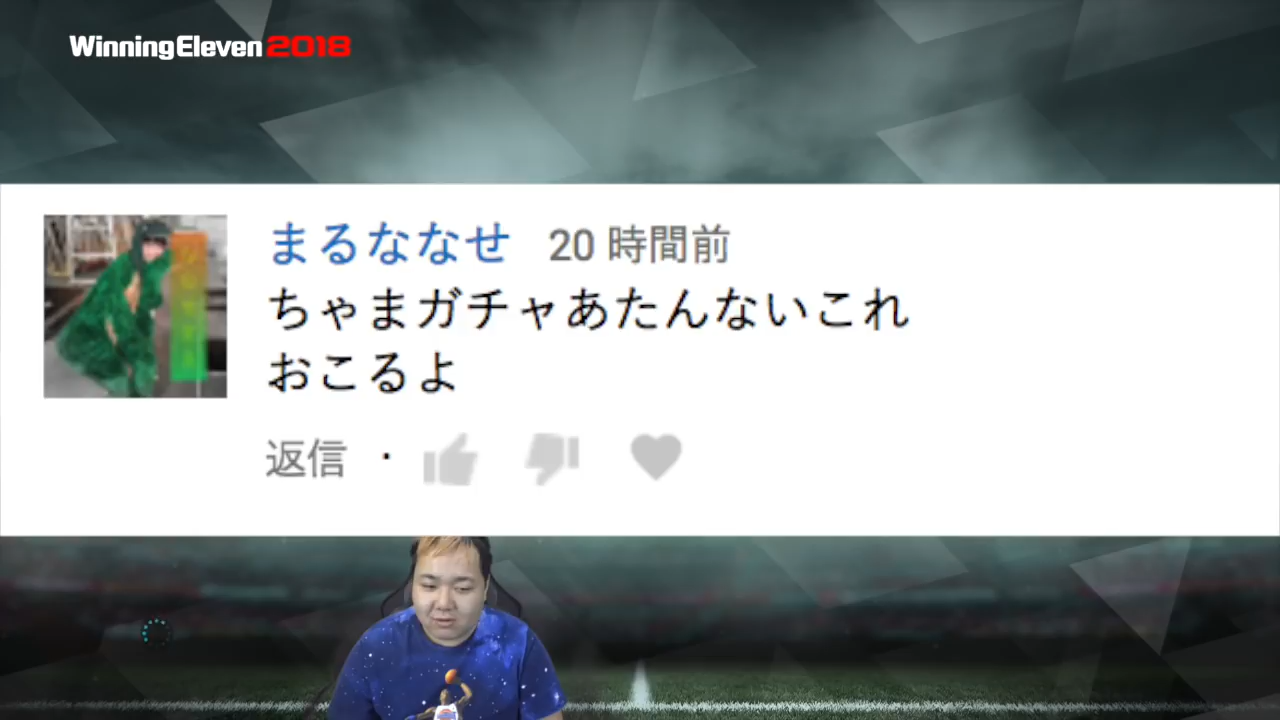 WinningEleven 2018
まるななせ 20 時間前
ちゃまガチャあたんないこれ
おこるよ
返信 ·